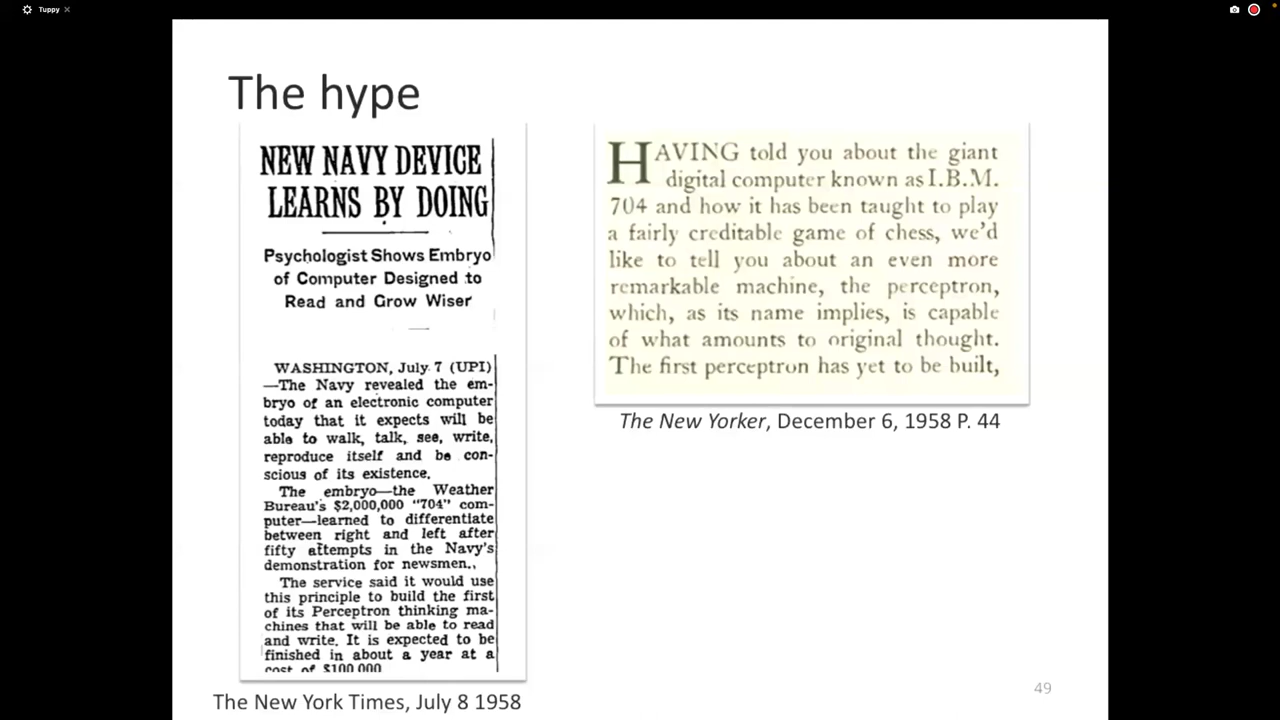 Tuppy
The hype
NEW NAVY DEVICE
LEARNS BY DOING
Psychologist Shows Embryo
of Computer Designed to
Read and Grow Wiser
WASHINGTON, July 7 (UPI)
—The Navy revealed the em-
bryo of an electronic computer
today that it expects will be
able to walk, talk, see, write,
reproduce itself and be con-
scious of its existence.
The embryo—the Weather
Bureau's $2,000,000 "704" com-
puter—learned to differentiate
between right and left after
fifty attempts in the Navy's
demonstration for newsmen.,
The service said it would use
this principle to build the first
of its Perceptron thinking ma-
chines that will be able to read
and write. It is expected to be
finished in about a year at a
cost of $100,000
The New York Times, July 8 1958
HAVING told you about the giant
digital computer known as I.B.M.
704 and how it has been taught to play
a fairly creditable game of chess, we'd
like to tell you about an even more
remarkable machine, the perceptron,
which, as its name implies, is capable
of what amounts to original thought.
The first perceptron has yet to be built,
The New Yorker, December 6, 1958 P. 44
49